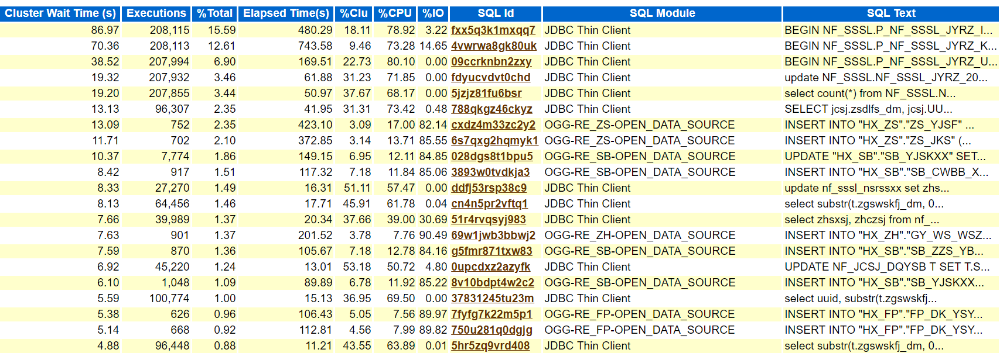 Cluster Wait Time (s) Executions %Total Elapsed Time(s) %Clu %CPU %IO SQL Id SQL Module SQL Text
86.97 208,115 15.59 480.29 18.11 78.92 3.22 fxx5q3k1mxqq7 JDBC Thin Client BEGIN NF_SSSL.P_NF_SSSL_JYRZ_I...
70.36 208,113 12.61 743.58 9.46 73.28 14.65 4vwrwa8gk80uk JDBC Thin Client BEGIN NF_SSSL.P_NF_SSSL_JYRZ_K...
38.52 207,994 6.90 169.51 22.73 80.10 0.00 09ccrknbn2zxy JDBC Thin Client BEGIN NF_SSSL.P_NF_SSSL_JYRZ_U...
19.32 207,932 3.46 61.88 31.23 71.85 0.00 fdyucvdvt0chd JDBC Thin Client update NF_SSSL.NF_SSSL_JYRZ_20...
19.20 207,855 3.44 50.97 37.67 68.17 0.00 5jzjz81fu6bsr JDBC Thin Client select count(*) from NF_SSSL.N...
13.13 96,307 2.35 41.95 31.31 73.42 0.48 788qkgz46ckyz JDBC Thin Client SELECT jcsj.zsdlfs_dm, jcsj.UU...
13.09 752 2.35 423.10 3.09 17.00 82.14 cxdz4m33zc2y2 OGG-RE_ZS-OPEN_DATA_SOURCE INSERT INTO "HX_ZS"."ZS_YJSF" ...
11.71 702 2.10 372.85 3.14 13.71 85.55 6s7qxg2hqmyk1 OGG-RE_ZS-OPEN_DATA_SOURCE INSERT INTO "HX_ZS"."ZS_JKS" (...
10.37 7,774 1.86 149.15 6.95 12.11 84.85 028dgs8t1bpu5 OGG-RE_SB-OPEN_DATA_SOURCE UPDATE "HX_SB"."SB_YJSKXX" SET...
8.42 917 1.51 117.32 7.18 11.84 85.06 3893w0tvdkja3 OGG-RE_SB-OPEN_DATA_SOURCE INSERT INTO "HX_SB"."SB_CWBB_X...
8.33 27,270 1.49 16.31 51.11 57.47 0.00 ddfj53rsp38c9 JDBC Thin Client update nf_sssl_nsrssxx set zhs...
8.13 64,456 1.46 17.71 45.91 61.78 0.04 cn4n5pr2vftq1 JDBC Thin Client select substr(t.zgswskfj_dm, 0...
7.66 39,989 1.37 20.34 37.66 39.00 30.69 51r4rvqsyj983 JDBC Thin Client select zhsxsj, zhczsj from nf_...
7.63 901 1.37 201.52 3.78 7.76 90.49 69w1jwb3bbwj2 OGG-RE_ZH-OPEN_DATA_SOURCE INSERT INTO "HX_ZH"."GY_WS_WSZ...
7.59 870 1.36 105.67 7.18 12.78 84.16 g5fmr871txw83 OGG-RE_SB-OPEN_DATA_SOURCE INSERT INTO "HX_SB"."SB_ZZS_YB...
6.92 45,220 1.24 13.01 53.18 50.72 4.80 0upcdxz2azyfk JDBC Thin Client UPDATE NF_JCSJ_DQYSB T SET T.S...
6.10 1,048 1.09 89.89 6.78 11.92 85.22 8v10bdpt4w2c2 OGG-RE_SB-OPEN_DATA_SOURCE INSERT INTO "HX_SB"."SB_YJSKXX...
5.59 100,774 1.00 15.13 36.95 69.50 0.00 37831245tu23m JDBC Thin Client select uuid, substr(t.zgswskfj...
5.38 626 0.96 106.43 5.05 7.56 89.97 7fyfg7k22m5p1 OGG-RE_FP-OPEN_DATA_SOURCE INSERT INTO "HX_FP"."FP_DK_YSY...
5.14 668 0.92 112.81 4.56 7.99 89.82 750u281q0dgjg OGG-RE_FP-OPEN_DATA_SOURCE INSERT INTO "HX_FP"."FP_DK_YSY...
4.88 96,448 0.88 11.21 43.55 63.89 0.01 5hr5zq9vrd408 JDBC Thin Client select substr(t.zgswskfj_dm, 0...